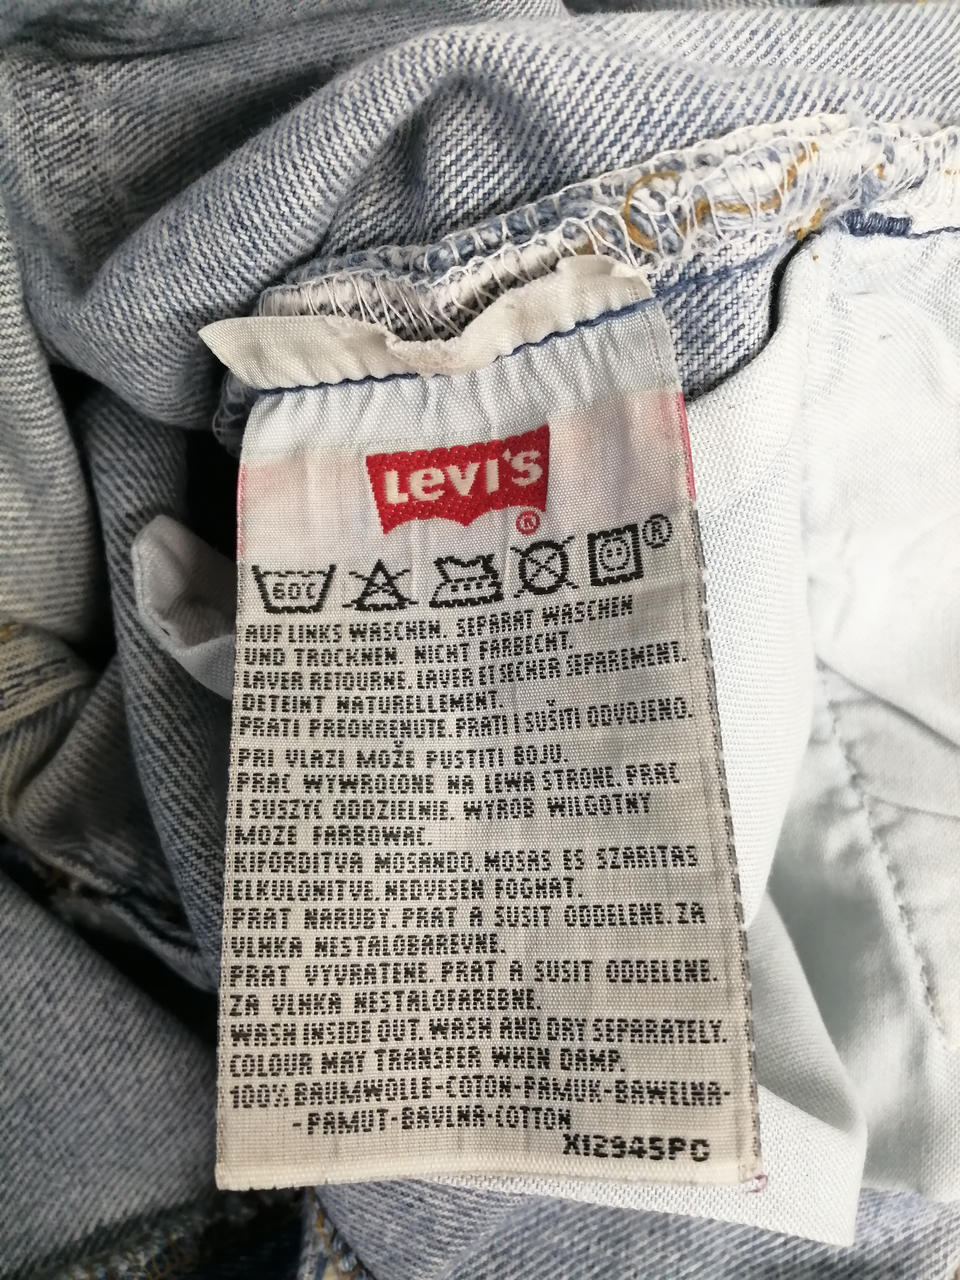 LEVI'S
®
60C
®
AUF LINKS WASCHEN. SEPARAT WASCHEN
UND TROCKNEN. NICHT FARBECHT.
LAVER RETOURNE. LAVER ET SECHER SEPAREMENT.
DETEINT NATURELLEMENT.
PRATI PREOKRENUTE. PRATI I SUŠITI ODVOJENO.
PRI VLAZI MOŽE PUSTITI BOJU.
PRAC WYWROCONE NA LEWA STRONE. PRAC
I SUSZYC ODDZIELNIE. WYROB WILGOTNY
MOZE FARBOWAC.
KIFORDITVA MOSANDO. MOSAS ES SZARITAS
ELKULONITVE. NEDVESEN FOGHAT.
PRAT NARUBY. PRAT A SUSIT ODDELENE. ZA
VLHKA NESTALOBAREVNE.
PRAT VYVRATENE. PRAT A SUSIT ODDELENE.
ZA VLHKA NESTALOFAREBNE.
WASH INSIDE OUT. WASH AND DRY SEPARATELY.
COLOUR MAY TRANSFER WHEN DAMP.
100% BAUMWOLLE-COTON-PAMUK-BAWELNA-
-PAMUT-BAVLNA-COTTON
X12945PC